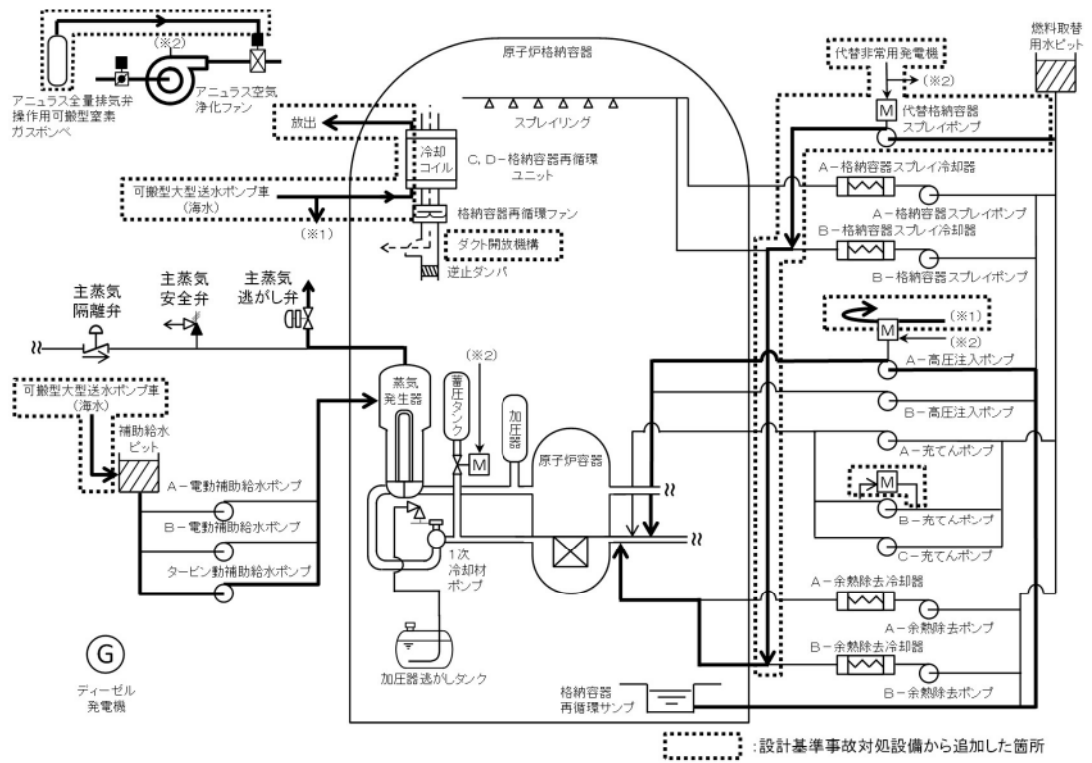 (※2)
アニュラス全量排気弁
操作用可搬型窒素
ガスボンベ
アニュラス空気
浄化ファン
原子炉格納容器
スプレイリング
放出
冷却
コイル
C, D-格納容器再循環
ユニット
可搬型大型送水ポンプ車
(海水)
(※1)
格納容器再循環ファン
ダクト開放機構
逆止ダンパ
代替非常用発電機
(※2)
M
代替格納容器
スプレイポンプ
燃料取替
用水ピット
A-格納容器スプレイ冷却器
A-格納容器スプレイポンプ
B-格納容器スプレイ冷却器
B-格納容器スプレイポンプ
主蒸気
隔離弁
主蒸気
安全弁
主蒸気
逃がし弁
(※1)
M
(※2)
A-高圧注入ポンプ
B-高圧注入ポンプ
A-充てんポンプ
M
B-充てんポンプ
C-充てんポンプ
可搬型大型送水ポンプ車
(海水)
補助給水
ピット
A-電動補助給水ポンプ
B-電動補助給水ポンプ
タービン動補助給水ポンプ
蒸気
発生器
蓄圧タンク
(※2)
M
加圧器
原子炉容器
1次
冷却材
ポンプ
加圧器逃がしタンク
A-余熱除去冷却器
A-余熱除去ポンプ
B-余熱除去冷却器
B-余熱除去ポンプ
格納容器
再循環サンプ
G
ディーゼル
発電機
:設計基準事故対処設備から追加した箇所